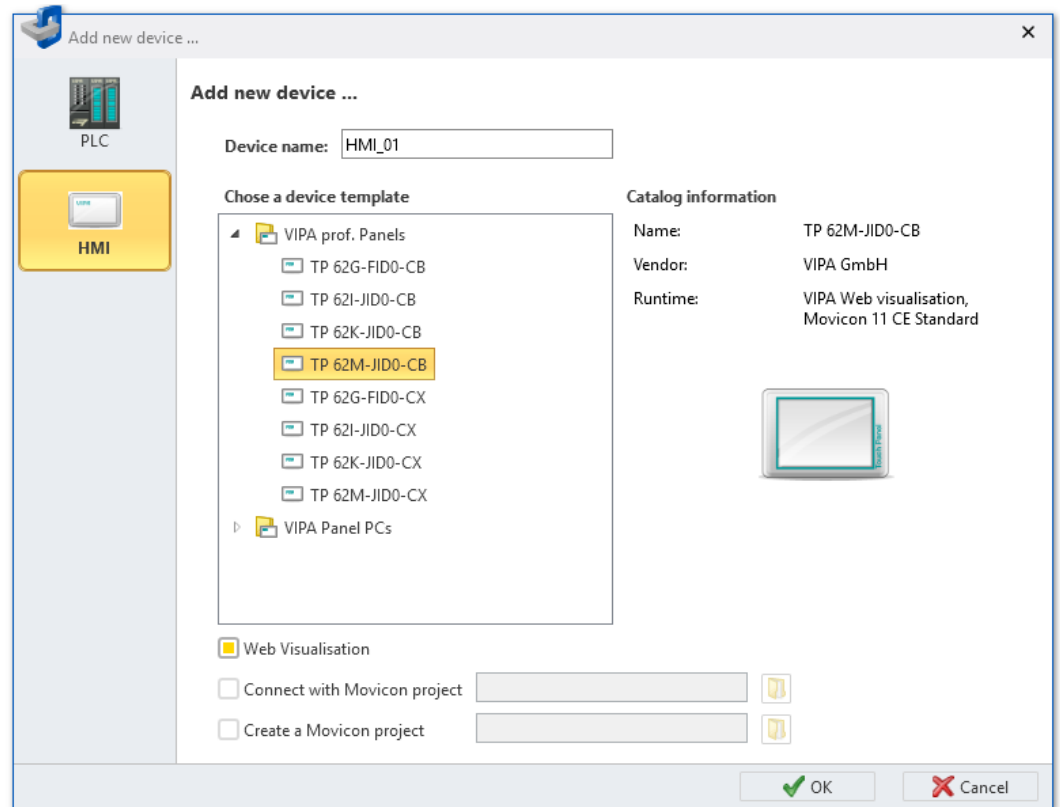 Add new device ...
PLC
HMI
Add new device ...
Device name: HMI_01
Chose a device template
VIPA prof. Panels
TP 62G-FID0-CB
TP 62I-JID0-CB
TP 62K-JID0-CB
TP 62M-JID0-CB
TP 62G-FID0-CX
TP 62I-JID0-CX
TP 62K-JID0-CX
TP 62M-JID0-CX
VIPA Panel PCs
Catalog information
Name: TP 62M-JID0-CB
Vendor: VIPA GmbH
Runtime: VIPA Web visualisation,
Movicon 11 CE Standard
Touch Panel
Web Visualisation
Connect with Movicon project
Create a Movicon project
OK
Cancel